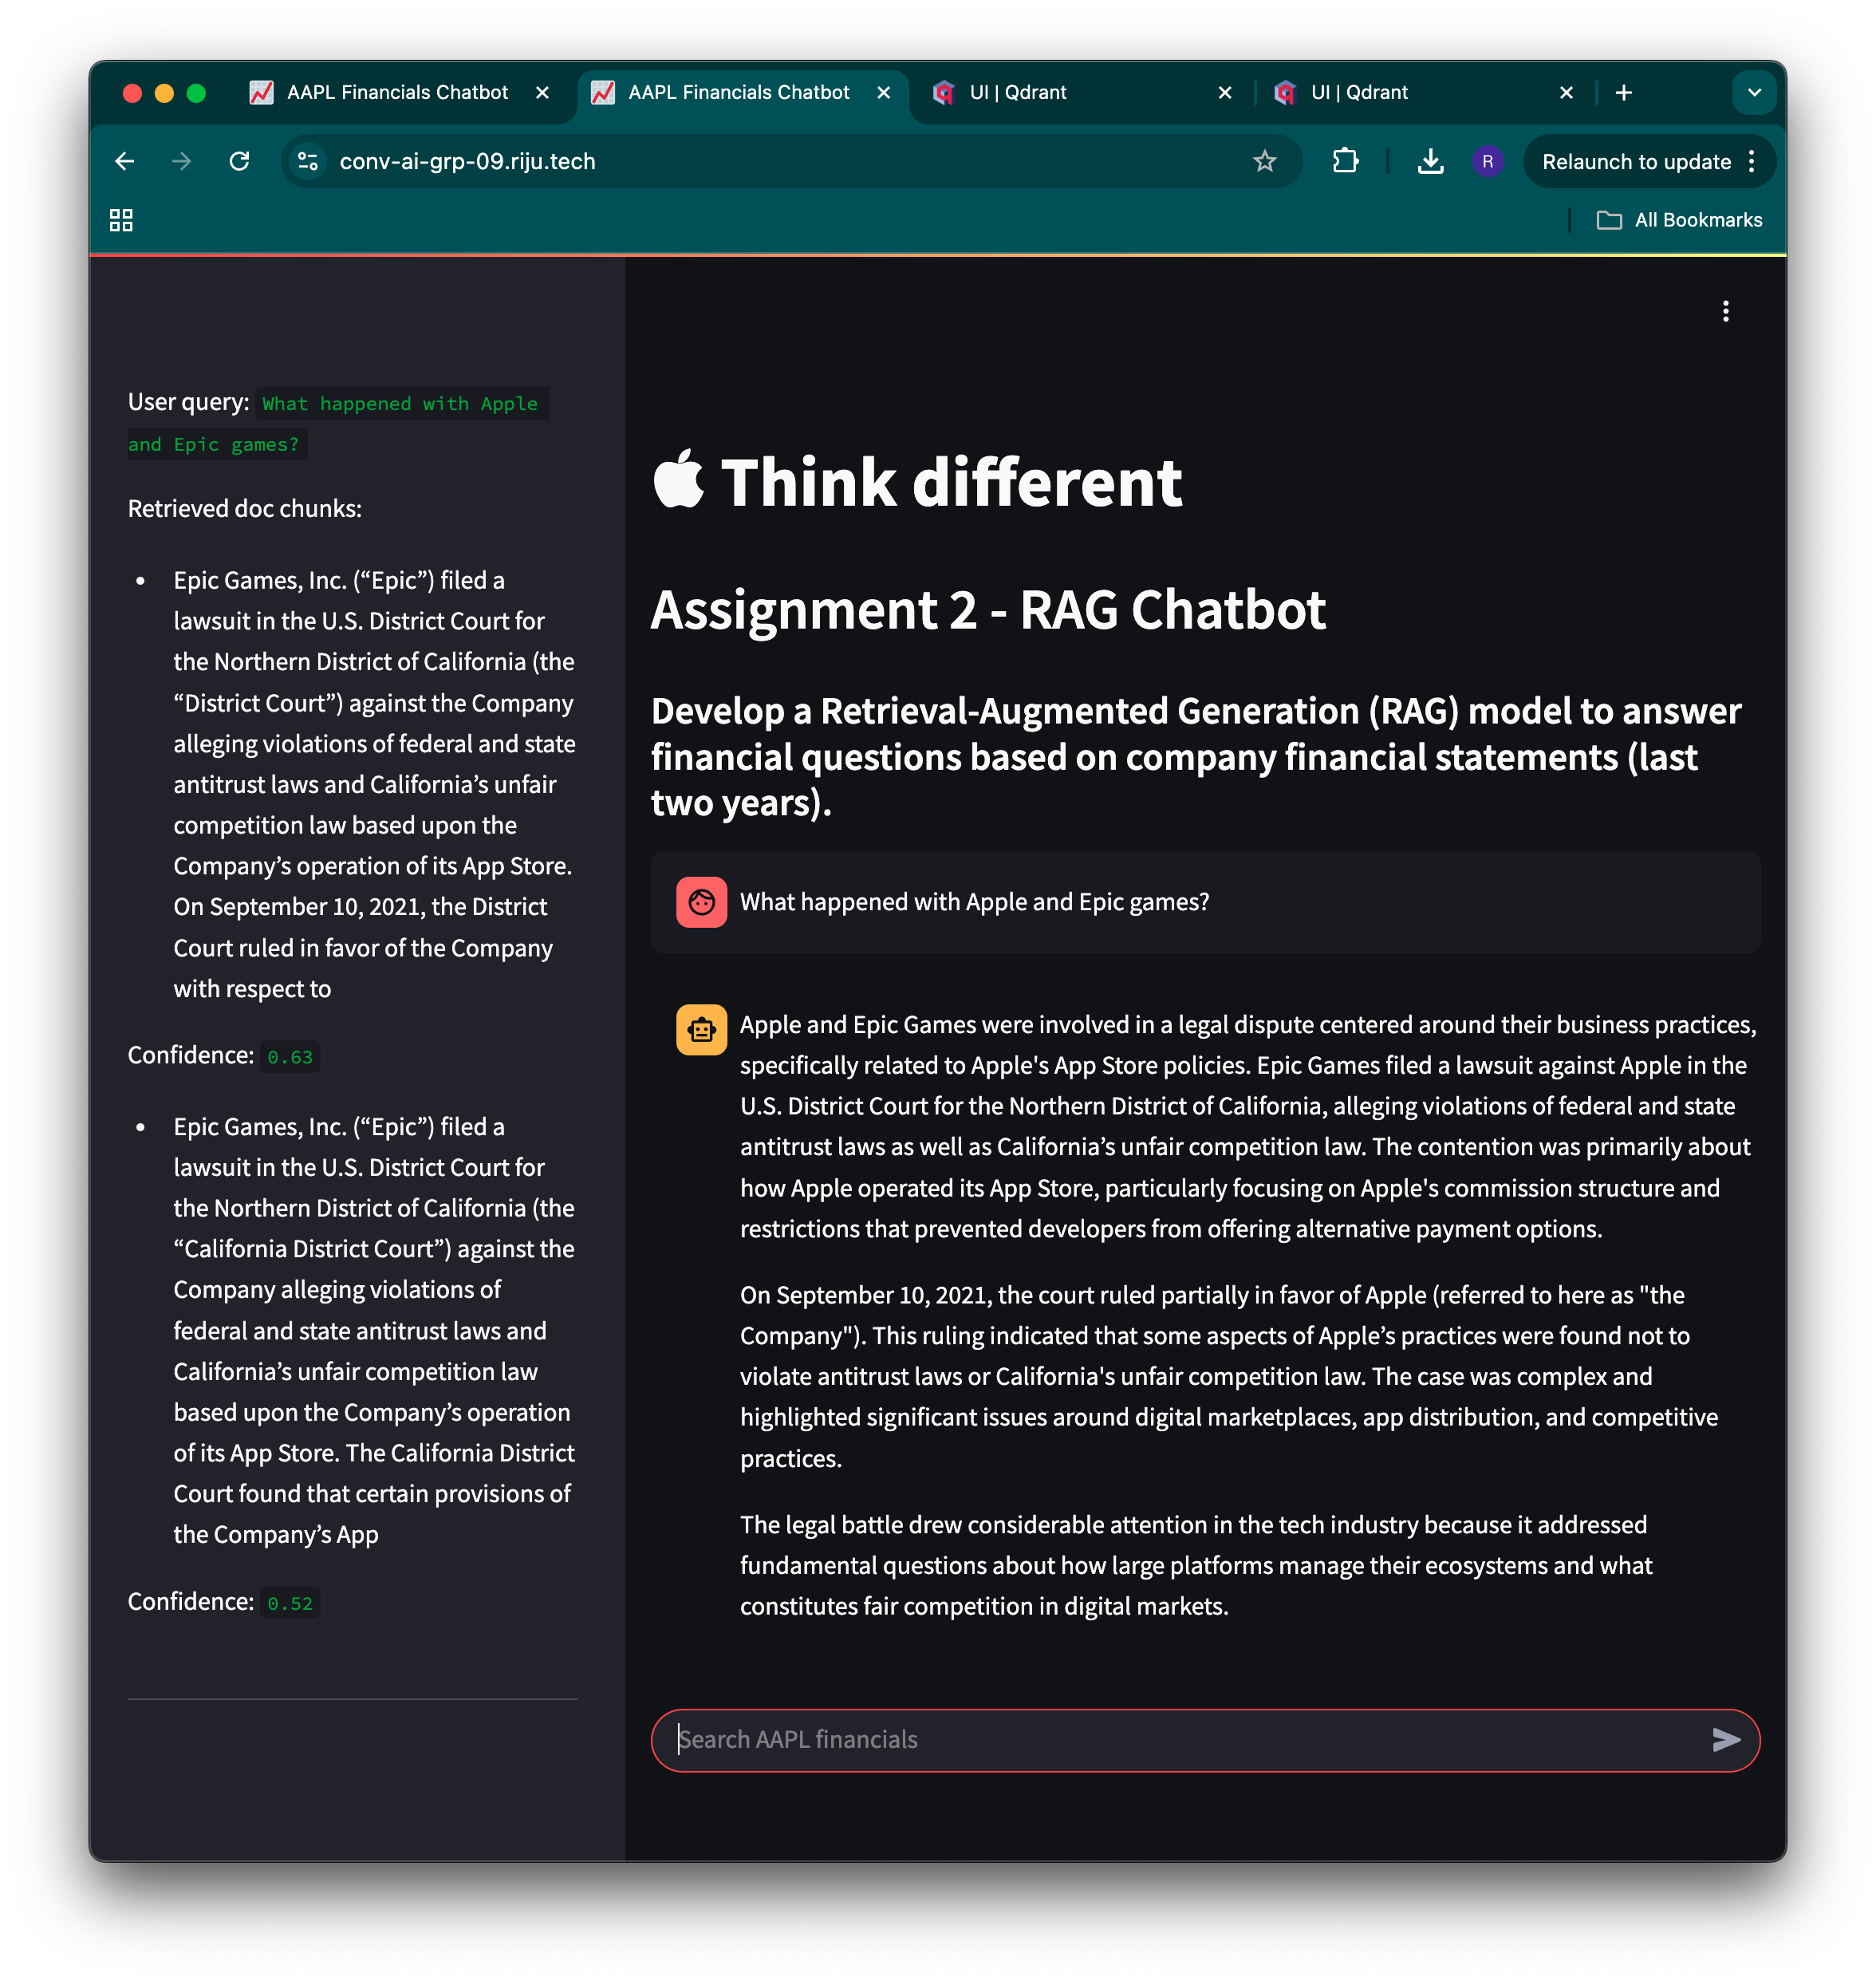 AAPL Financials Chatbot
AAPL Financials Chatbot
UI | Qdrant
UI | Qdrant
conv-ai-grp-09.riju.tech
R
Relaunch to update
All Bookmarks
User query: What happened with Apple
and Epic games?
Retrieved doc chunks:
Epic Games, Inc. (“Epic”) filed a
lawsuit in the U.S. District Court for
the Northern District of California (the
“District Court”) against the Company
alleging violations of federal and state
antitrust laws and California’s unfair
competition law based upon the
Company’s operation of its App Store.
On September 10, 2021, the District
Court ruled in favor of the Company
with respect to
Confidence: 0.63
Epic Games, Inc. (“Epic”) filed a
lawsuit in the U.S. District Court for
the Northern District of California (the
“California District Court”) against the
Company alleging violations of
federal and state antitrust laws and
California’s unfair competition law
based upon the Company’s operation
of its App Store. The California District
Court found that certain provisions of
the Company’s App
Confidence: 0.52
Think different
Assignment 2 - RAG Chatbot
Develop a Retrieval-Augmented Generation (RAG) model to answer
financial questions based on company financial statements (last
two years).
What happened with Apple and Epic games?
Apple and Epic Games were involved in a legal dispute centered around their business practices,
specifically related to Apple's App Store policies. Epic Games filed a lawsuit against Apple in the
U.S. District Court for the Northern District of California, alleging violations of federal and state
antitrust laws as well as California’s unfair competition law. The contention was primarily about
how Apple operated its App Store, particularly focusing on Apple's commission structure and
restrictions that prevented developers from offering alternative payment options.
On September 10, 2021, the court ruled partially in favor of Apple (referred to here as "the
Company"). This ruling indicated that some aspects of Apple’s practices were found not to
violate antitrust laws or California's unfair competition law. The case was complex and
highlighted significant issues around digital marketplaces, app distribution, and competitive
practices.
The legal battle drew considerable attention in the tech industry because it addressed
fundamental questions about how large platforms manage their ecosystems and what
constitutes fair competition in digital markets.
Search AAPL financials